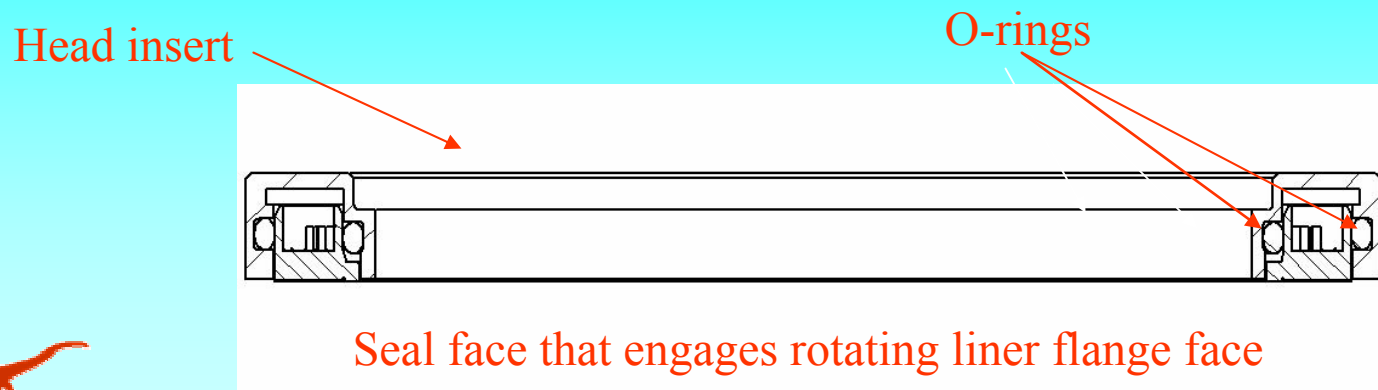 Head insert
O-rings
Seal face that engages rotating liner flange face